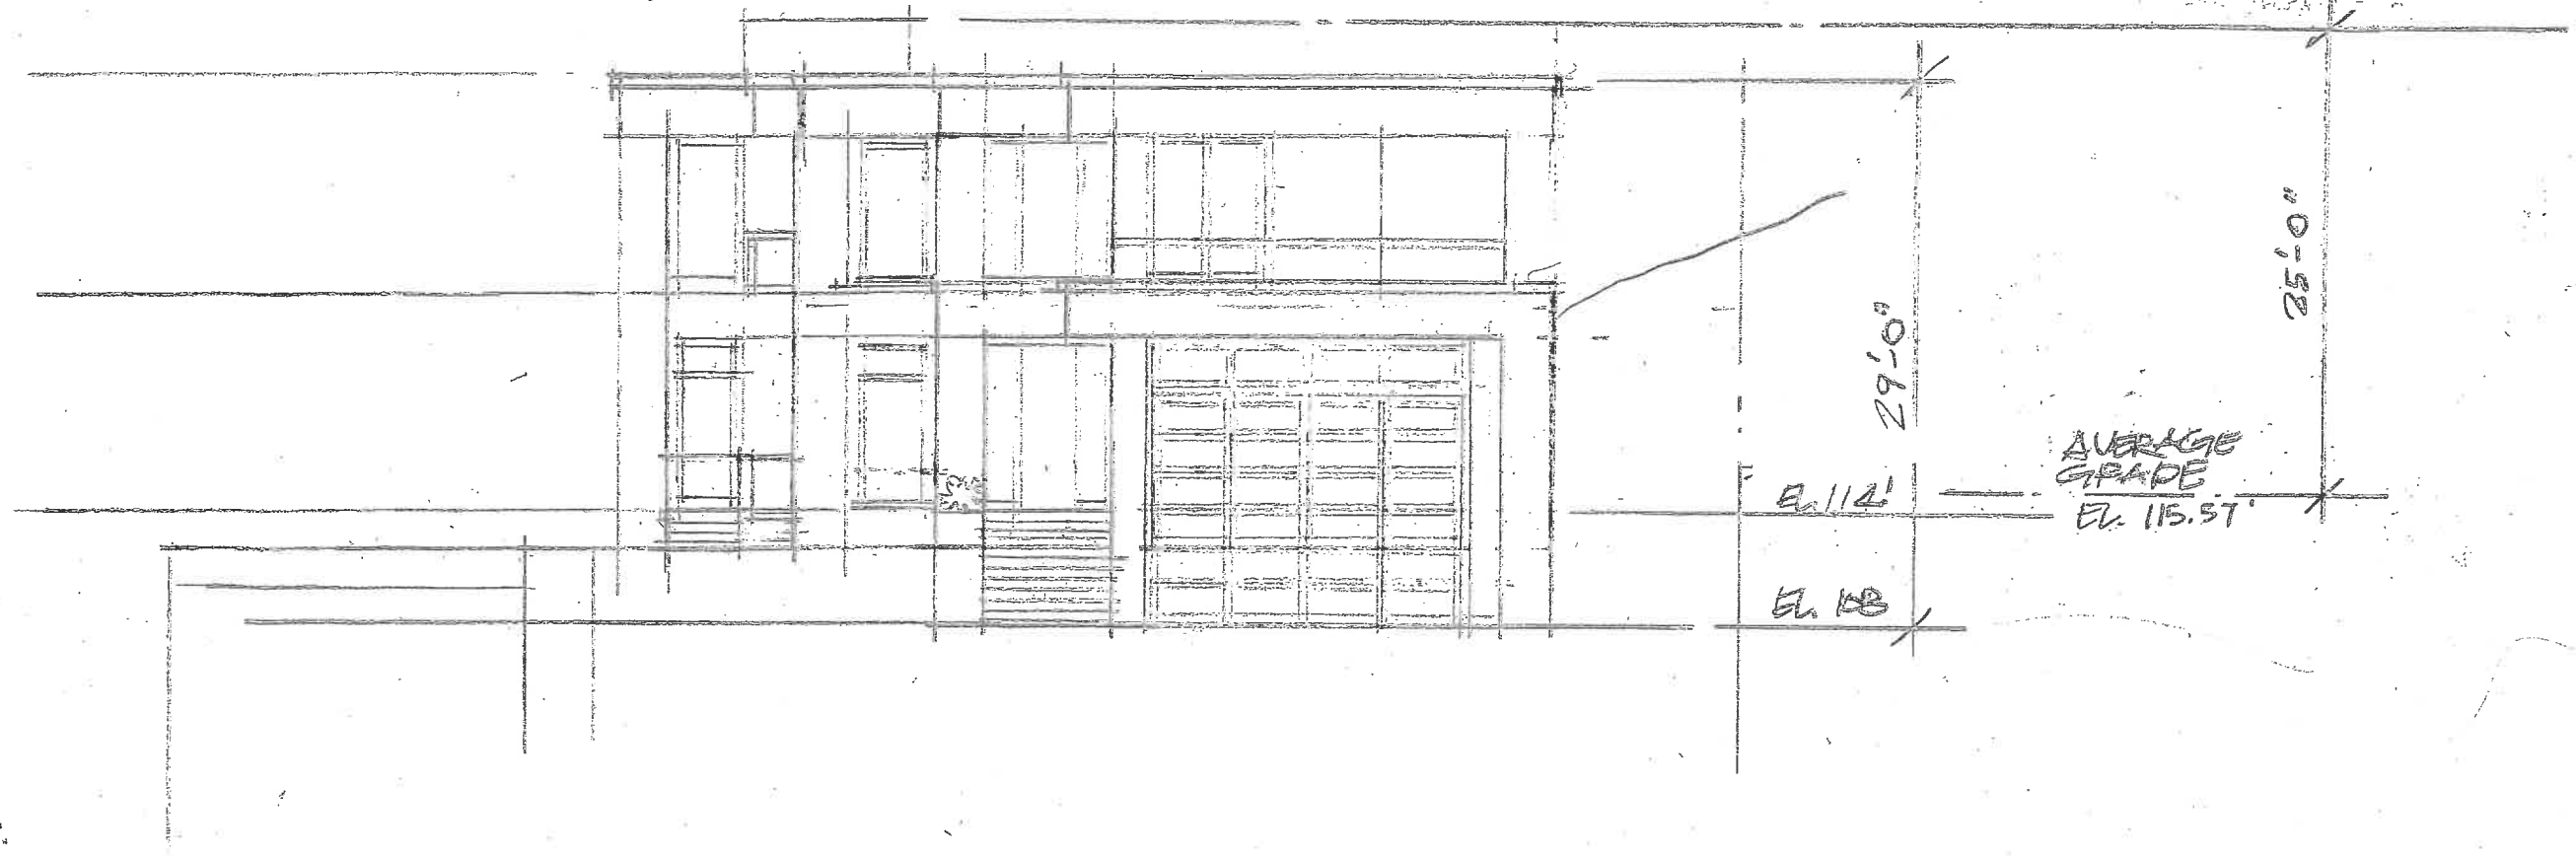 25'-0"
29'-0"
AVERAGE
GRADE
EL. 114'
EL. 115.57'
EL. 108